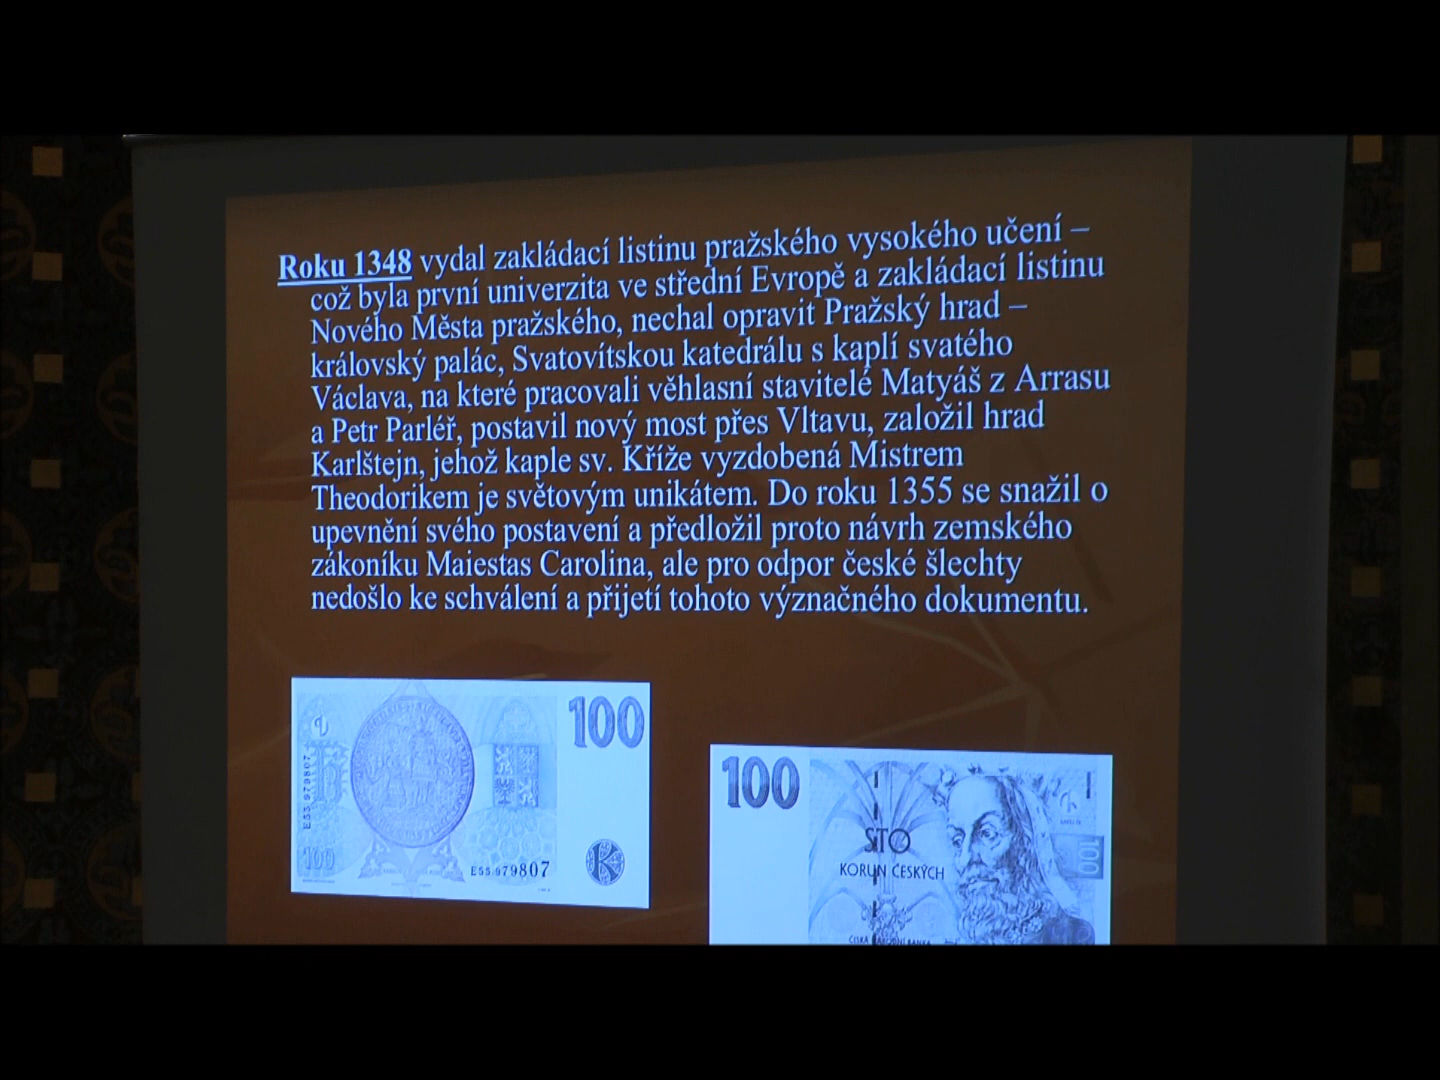 Roku 1348 vydal zakládací listinu pražského vysokého učení –
což byla první univerzita ve střední Evropě a zakládací listinu
Nového Města pražského, nechal opravit Pražský hrad –
královský palác, Svatovítskou katedrálu s kaplí svatého
Václava, na které pracovali věhlasní stavitelé Matyáš z Arrasu
a Petr Parléř, postavil nový most přes Vltavu, založil hrad
Karlštejn, jehož kaple sv. Kříže vyzdobená Mistrem
Theodorikem je světovým unikátem. Do roku 1355 se snažil o
upevnění svého postavení a předložil proto návrh zemského
zákoníku Maiestas Carolina, ale pro odpor české šlechty
nedošlo ke schválení a přijetí tohoto význačného dokumentu.
100
E55 979807
100
E55 979807
100
STO
KORUN ČESKÝCH
100
ČESKÁ NÁRODNÍ BANKA